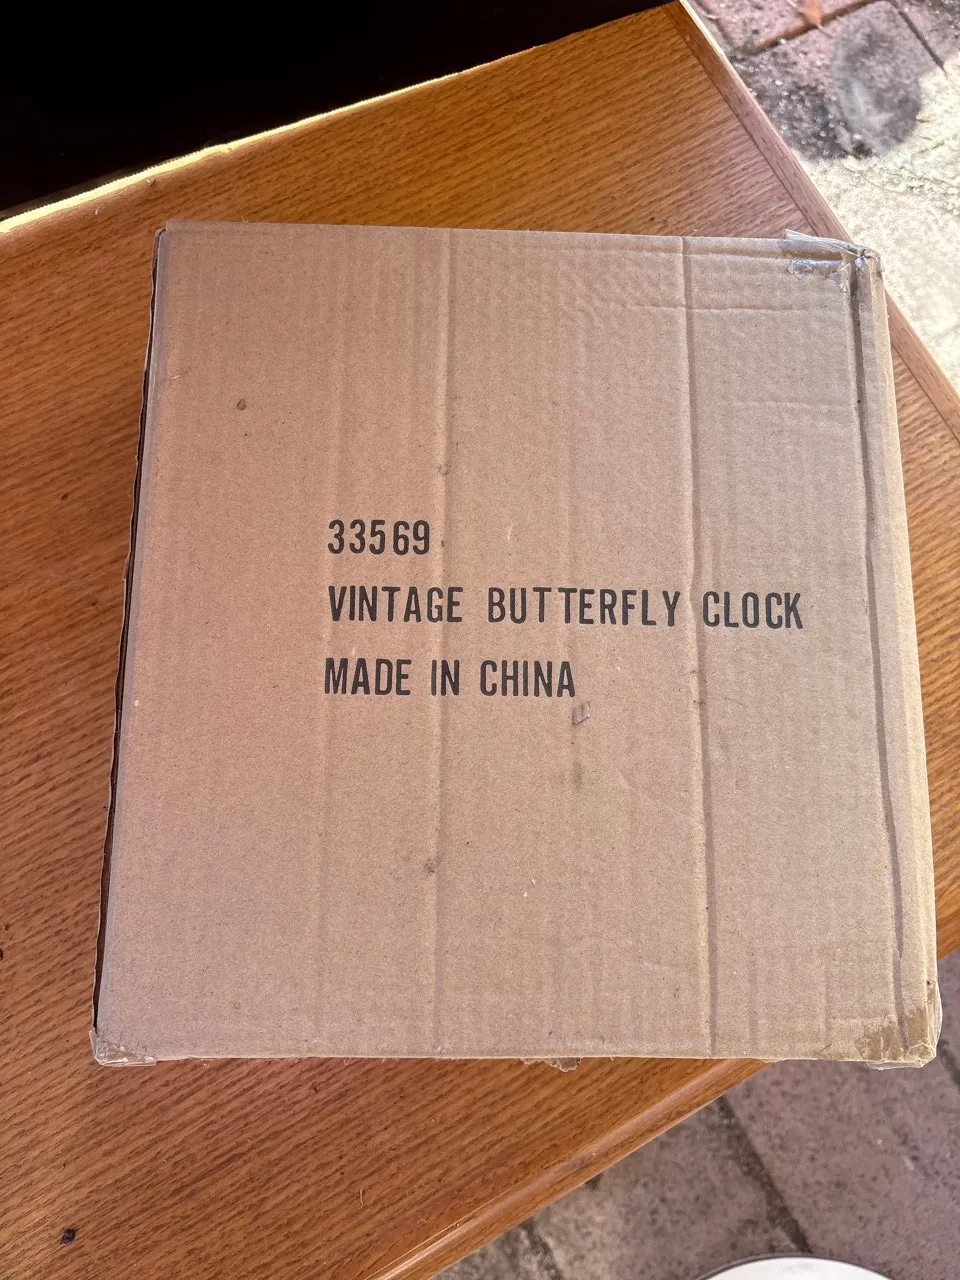 33569
VINTAGE BUTTERFLY CLOCK
MADE IN CHINA